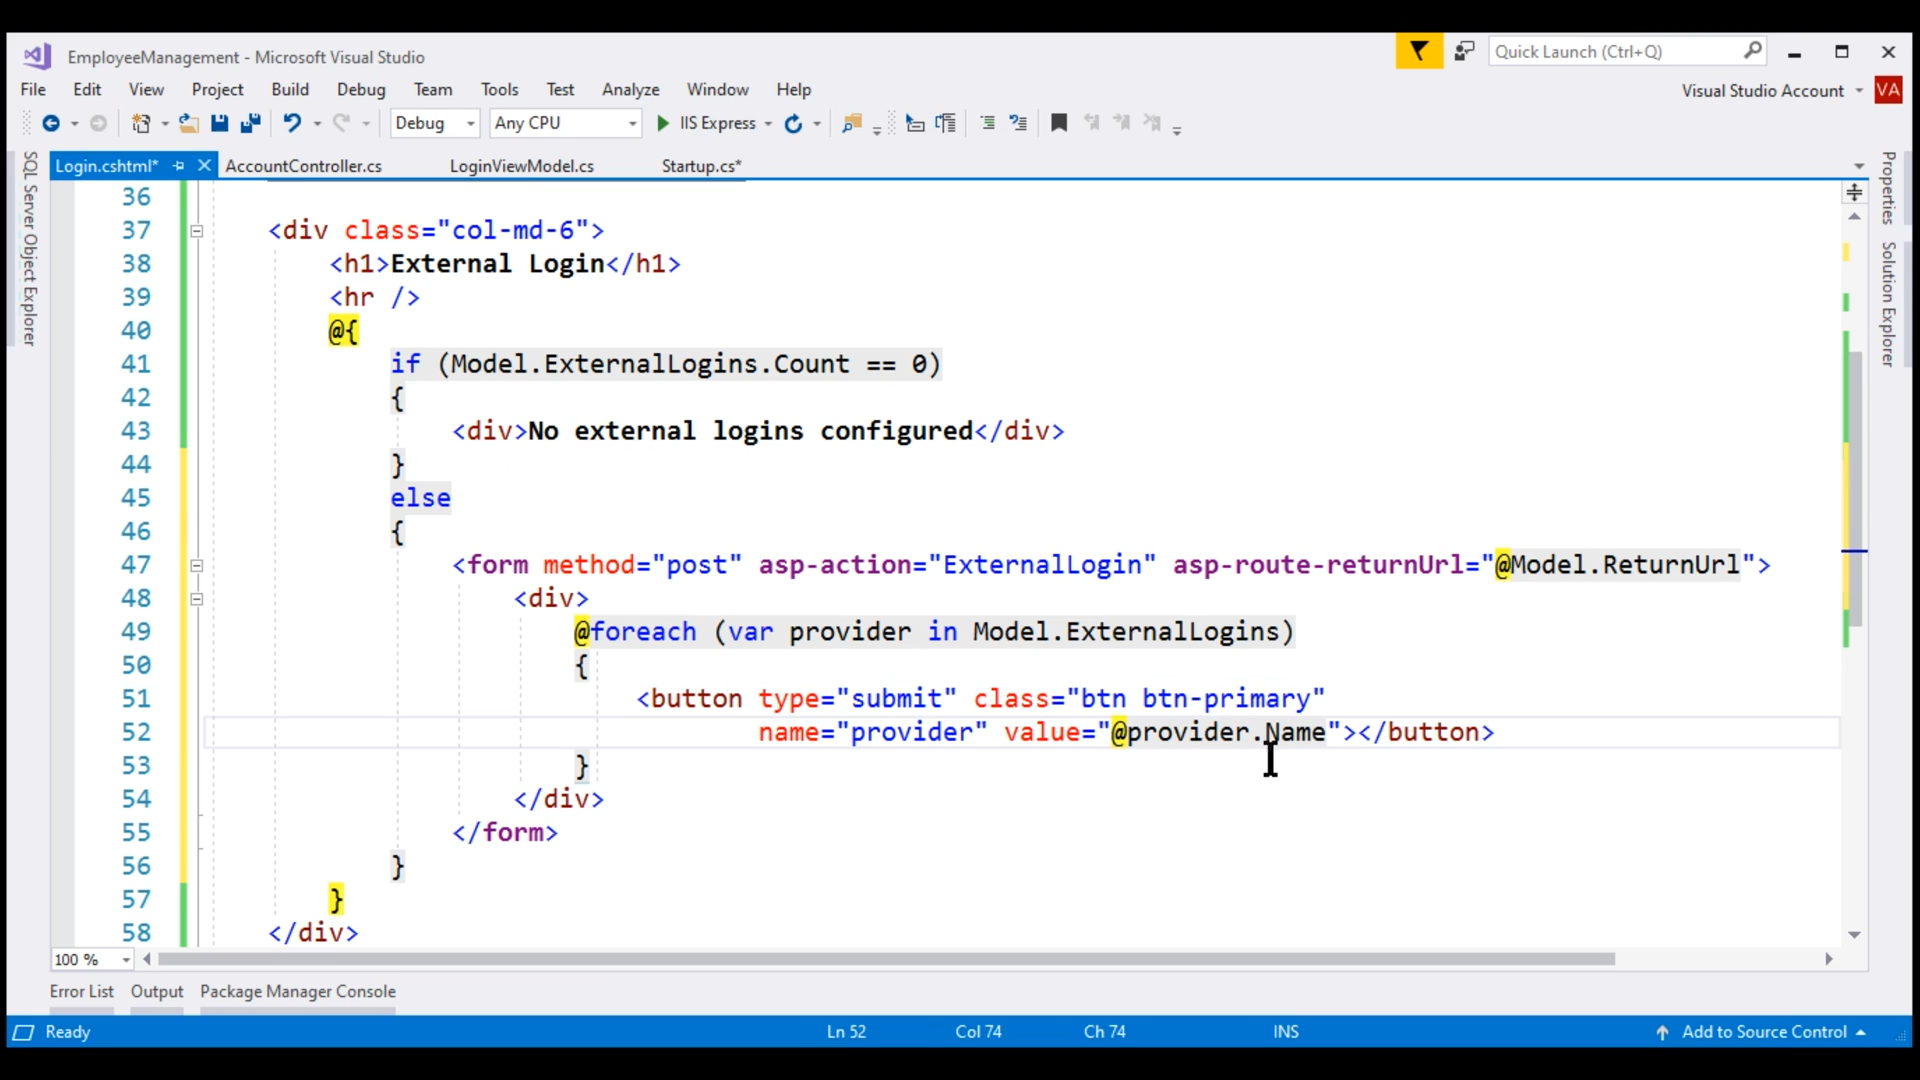 EmployeeManagement - Microsoft Visual Studio
Quick Launch (Ctrl+Q)
File Edit View Project Build Debug Team Tools Test Analyze Window Help
Visual Studio Account VA
Debug Any CPU IIS Express
SQL Server Object Explorer
Login.cshtml* AccountController.cs LoginViewModel.cs Startup.cs*
Properties
Solution Explorer
36
37 <div class="col-md-6">
38 <h1>External Login</h1>
39 <hr />
40 @{
41 if (Model.ExternalLogins.Count == 0)
42 {
43 <div>No external logins configured</div>
44 }
45 else
46 {
47 <form method="post" asp-action="ExternalLogin" asp-route-returnUrl="@Model.ReturnUrl">
48 <div>
49 @foreach (var provider in Model.ExternalLogins)
50 {
51 <button type="submit" class="btn btn-primary"
52 name="provider" value="@provider.Name"></button>
53 }
54 </div>
55 </form>
56 }
57 }
58 </div>
100 %
Error List Output Package Manager Console
Ready Ln 52 Col 74 Ch 74 INS Add to Source Control